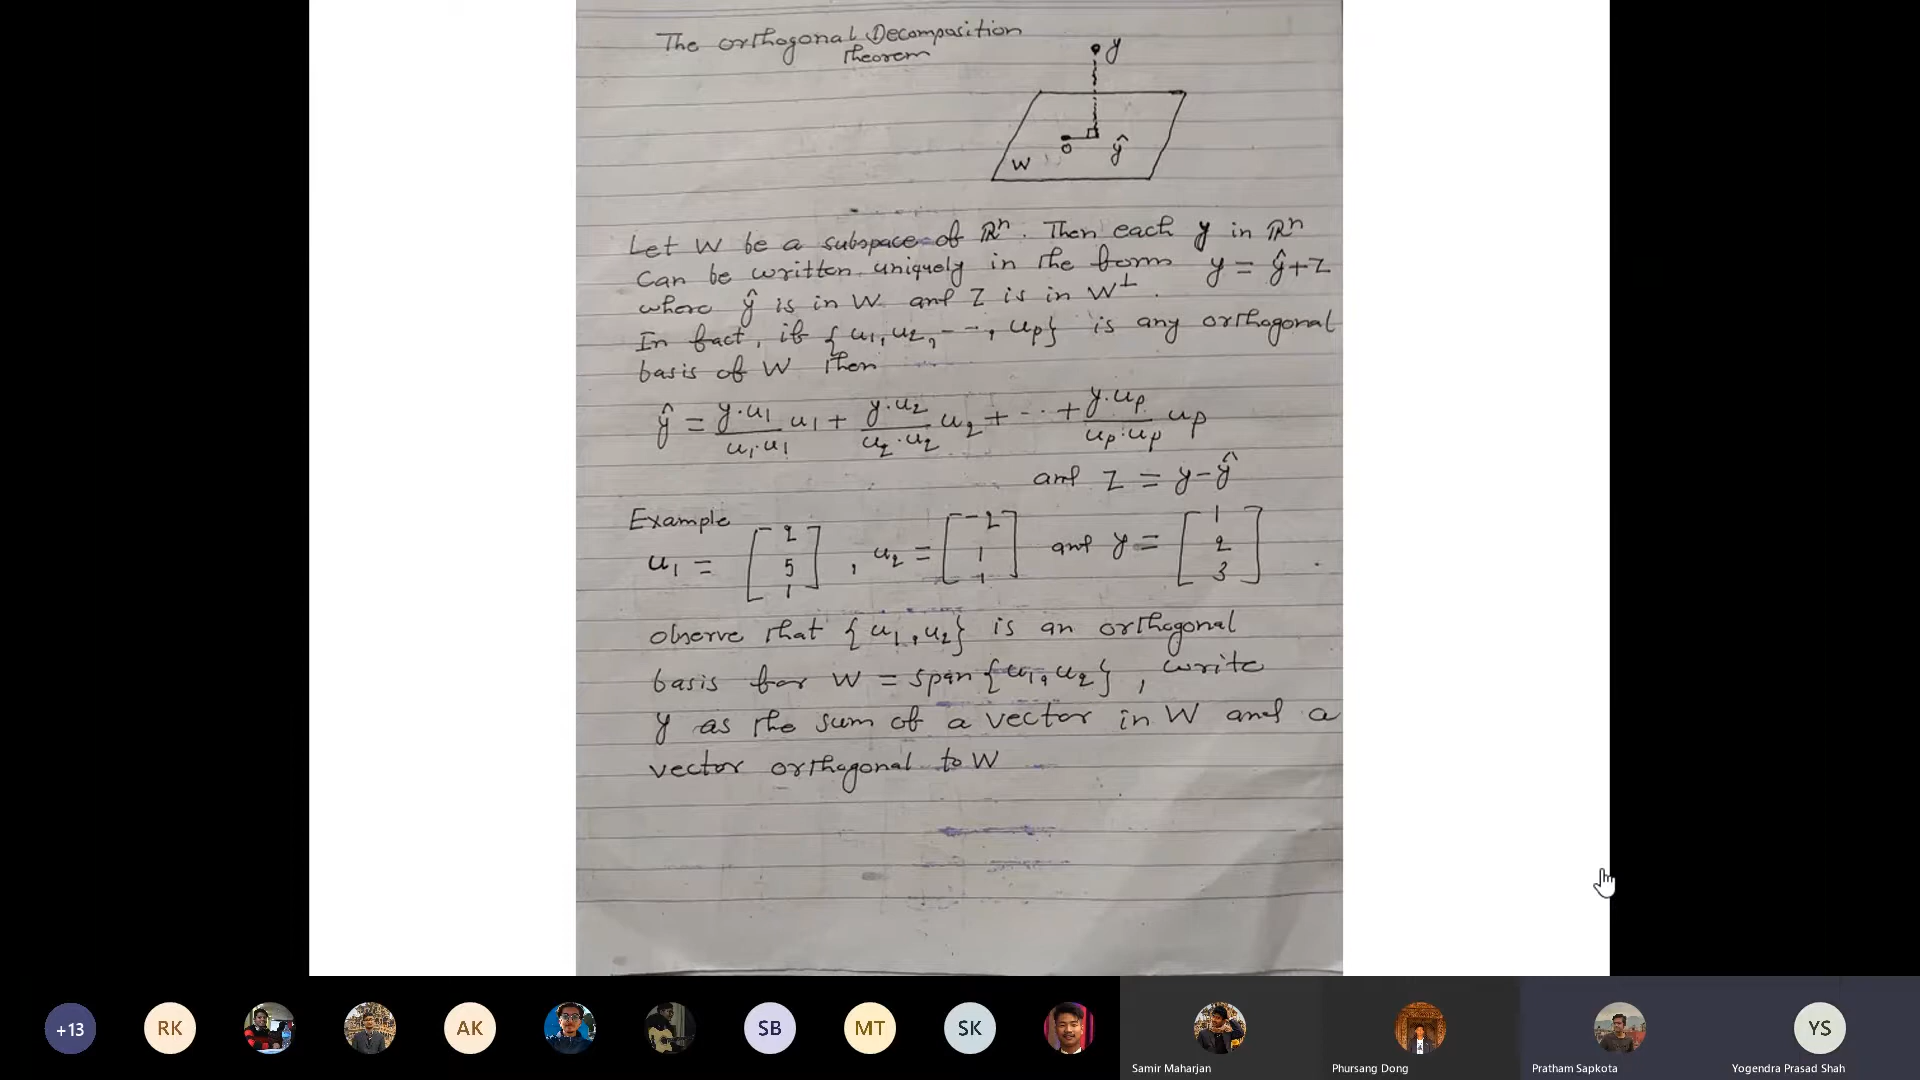 The orthogonal Decomposition
Theorem
y
o
ŷ
W
Let W be a subspace of ℝⁿ. Then each y in ℝⁿ
Can be written uniquely in the form y = ŷ+z
where ŷ is in W and z is in W⊥.
In fact, if {u₁, u₂, ---, up} is any orthogonal
basis of W Then
ŷ = y·u₁/u₁·u₁ u₁ + y·u₂/u₂·u₂ u₂ + ··· + y·up/up·up up
and z = y-ŷ
Example
u₁ = [2 5 1], u₂ = [-2 1 1] and y = [1 2 3].
observe that {u₁, u₂} is an orthogonal
basis for W = span{u₁, u₂}, write
y as the sum of a vector in W and a
vector orthogonal to W
+13
RK
AK
SB
MT
SK
YS
Samir Maharjan
Phursang Dong
Pratham Sapkota
Yogendra Prasad Shah